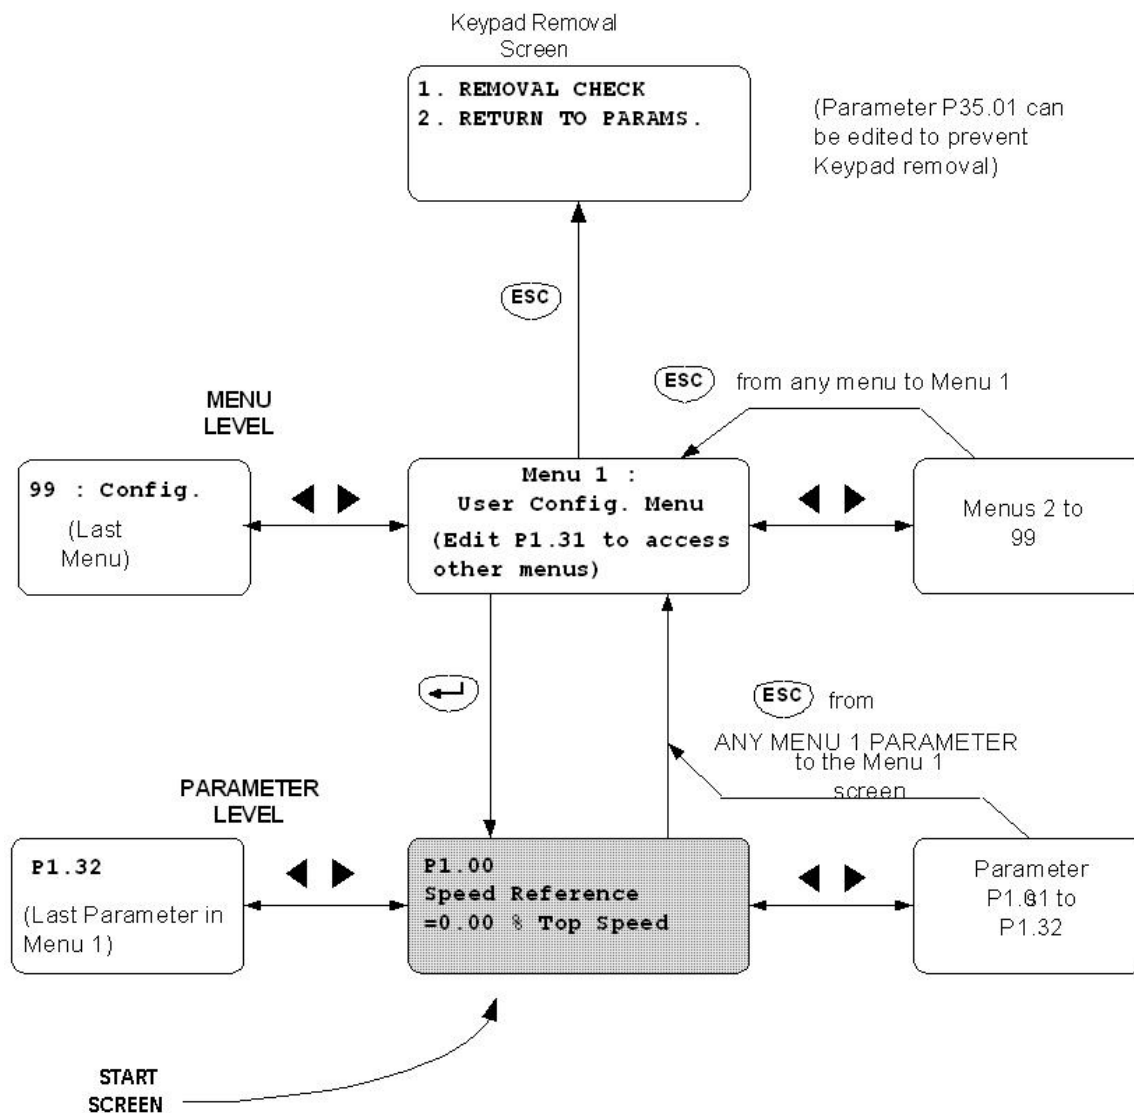 Keypad Removal
Screen
1. REMOVAL CHECK
2. RETURN TO PARAMS.
(Parameter P35.01 can
be edited to prevent
Keypad removal)
ESC
ESC from any menu to Menu 1
MENU
LEVEL
99 : Config.
(Last
Menu)
Menu 1 :
User Config. Menu
(Edit P1.31 to access
other menus)
Menus 2 to
99
ESC from
ANY MENU 1 PARAMETER
to the Menu 1
screen
PARAMETER
LEVEL
P1.32
(Last Parameter in
Menu 1)
P1.00
Speed Reference
=0.00 % Top Speed
Parameter
to
P1.32
START
SCREEN